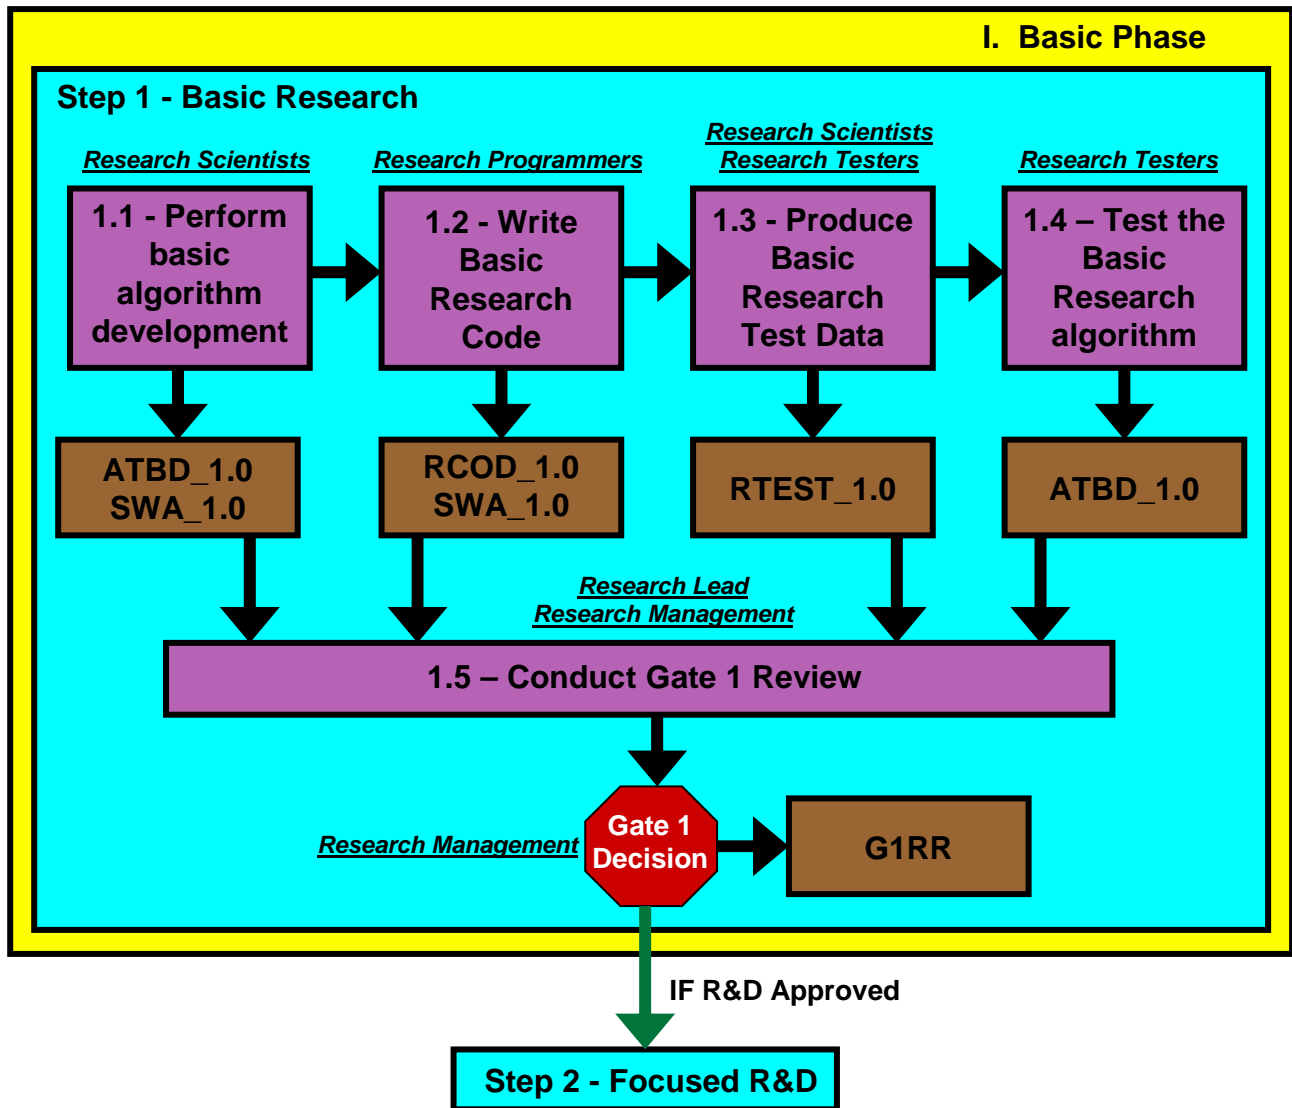 I.  Basic Phase
Step 1 - Basic Research
Research Scientists
Research Programmers
Research Scientists
Research Testers
Research Testers
1.1 - Perform
basic
algorithm
development
1.2 - Write
Basic
Research
Code
1.3 - Produce
Basic
Research
Test Data
1.4 – Test the
Basic
Research
algorithm
ATBD_1.0
SWA_1.0
RCOD_1.0
SWA_1.0
RTEST_1.0
ATBD_1.0
Research Lead
Research Management
1.5 – Conduct Gate 1 Review
Research Management
Gate 1
Decision
G1RR
IF R&D Approved
Step 2 - Focused R&D